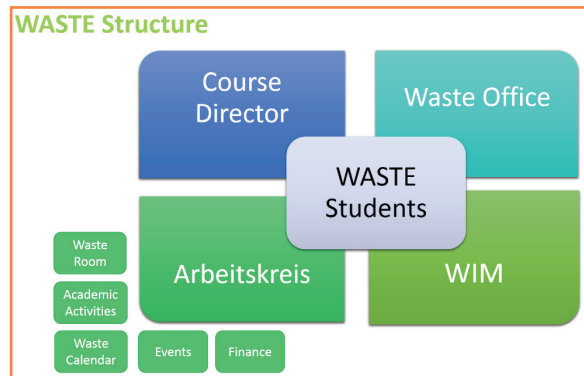 WASTE Structure
Course
Director
Waste Office
WASTE
Students
Arbeitskreis
WIM
Waste
Room
Academic
Activities
Waste
Calendar
Events
Finance